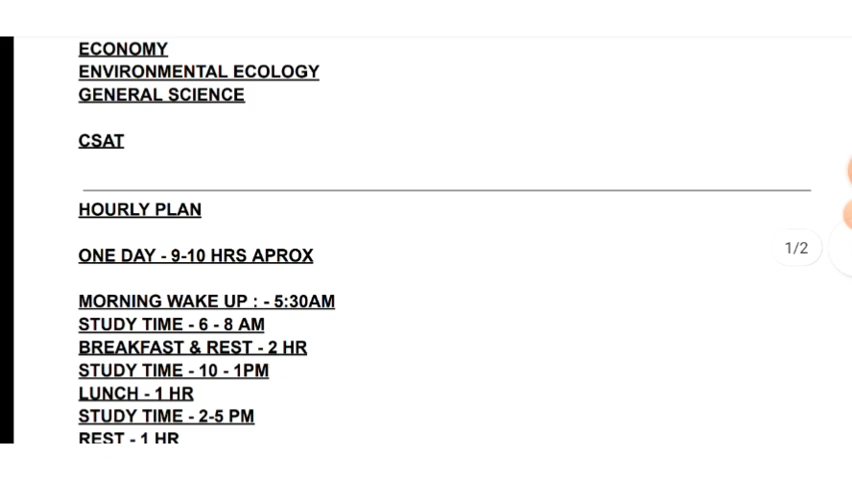 ECONOMY
ENVIRONMENTAL ECOLOGY
GENERAL SCIENCE
CSAT
HOURLY PLAN
ONE DAY - 9-10 HRS APROX
1/2
MORNING WAKE UP : - 5:30AM
STUDY TIME - 6 - 8 AM
BREAKFAST & REST - 2 HR
STUDY TIME - 10 - 1PM
LUNCH - 1 HR
STUDY TIME - 2-5 PM
REST - 1 HR